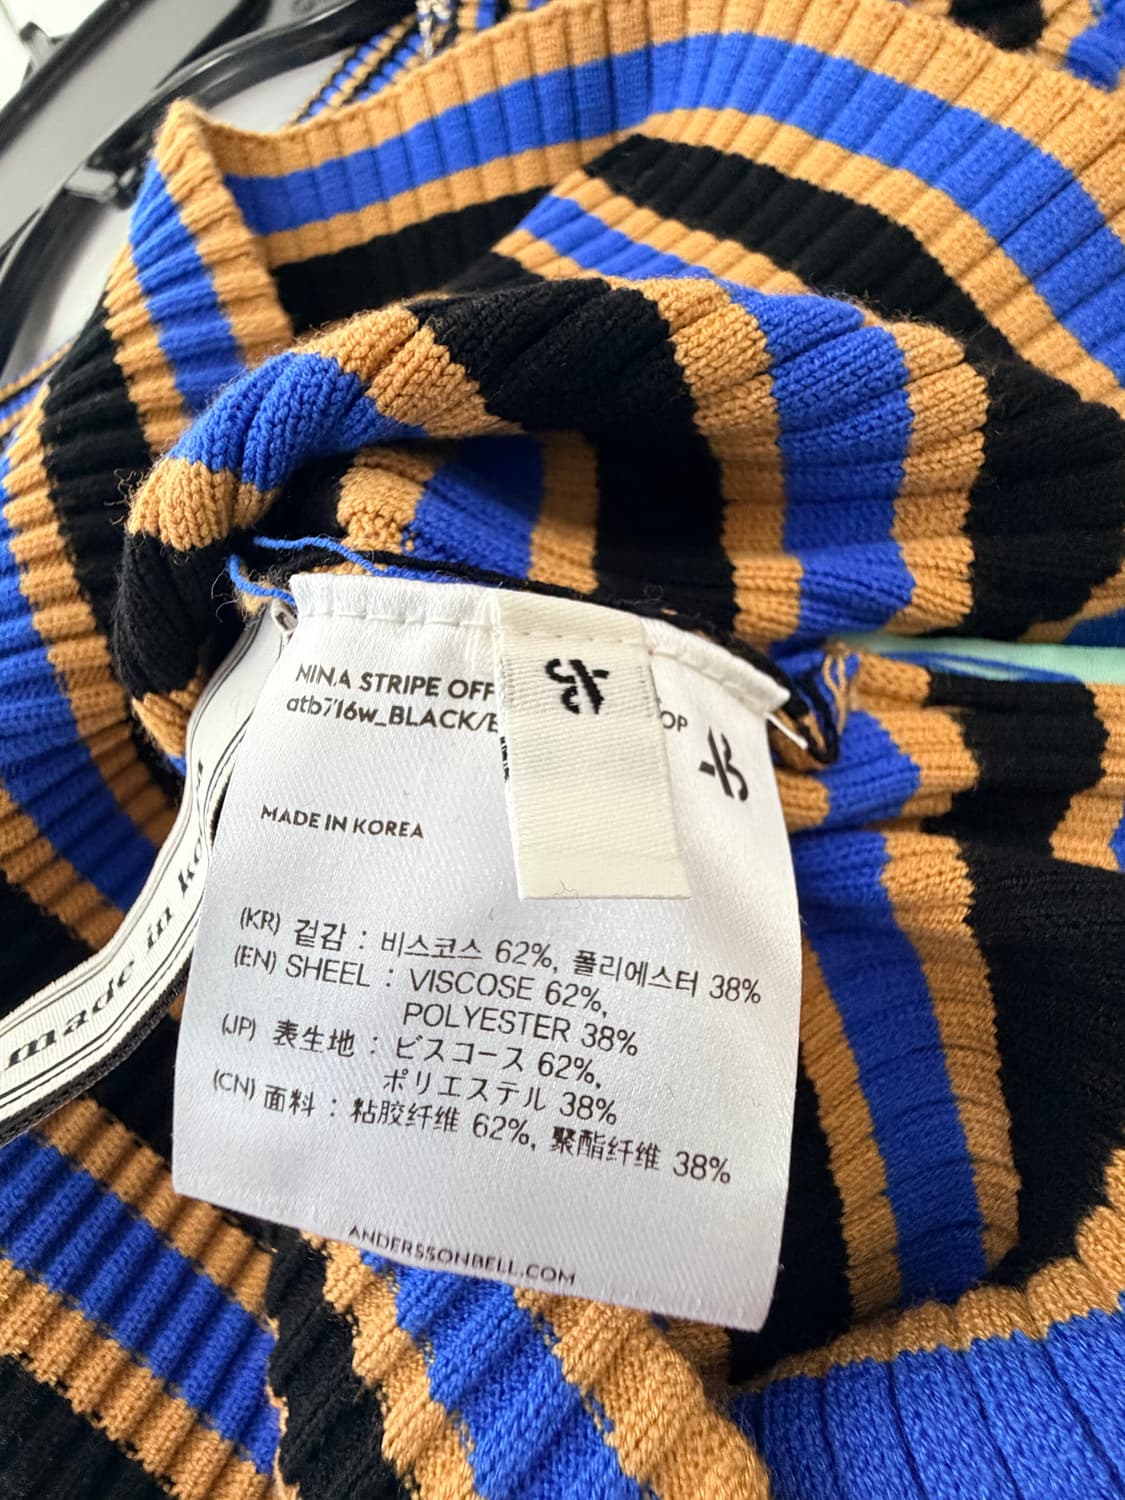 NIN.A STRIPE OFF
atb716w_BLACK/
OP
MADE IN KOREA
(KR) 겉감 : 비스코스 62%, 폴리에스터 38%
(EN) SHEEL : VISCOSE 62%,
POLYESTER 38%
(JP) 表生地 : ビスコース 62%,
ポリエステル 38%
(CN) 面料 : 粘胶纤维 62%, 聚酯纤维 38%
ANDERSSONBELL.COM
made in ko